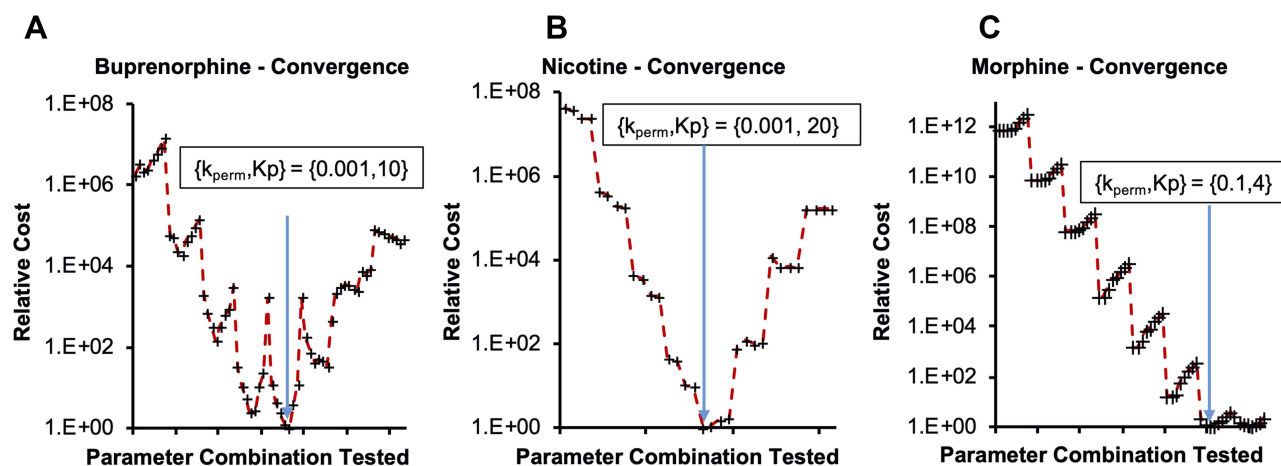 A
Buprenorphine - Convergence
1.E+08
1.E+06
1.E+04
1.E+02
1.E+00
Relative Cost
{kperm,Kp} = {0.001,10}
Parameter Combination Tested
B
Nicotine - Convergence
1.E+08
1.E+06
1.E+04
1.E+02
1.E+00
Relative Cost
{kperm,Kp} = {0.001, 20}
Parameter Combination Tested
C
Morphine - Convergence
1.E+12
1.E+10
1.E+08
1.E+06
1.E+04
1.E+02
1.E+00
Relative Cost
{kperm,Kp} = {0.1,4}
Parameter Combination Tested